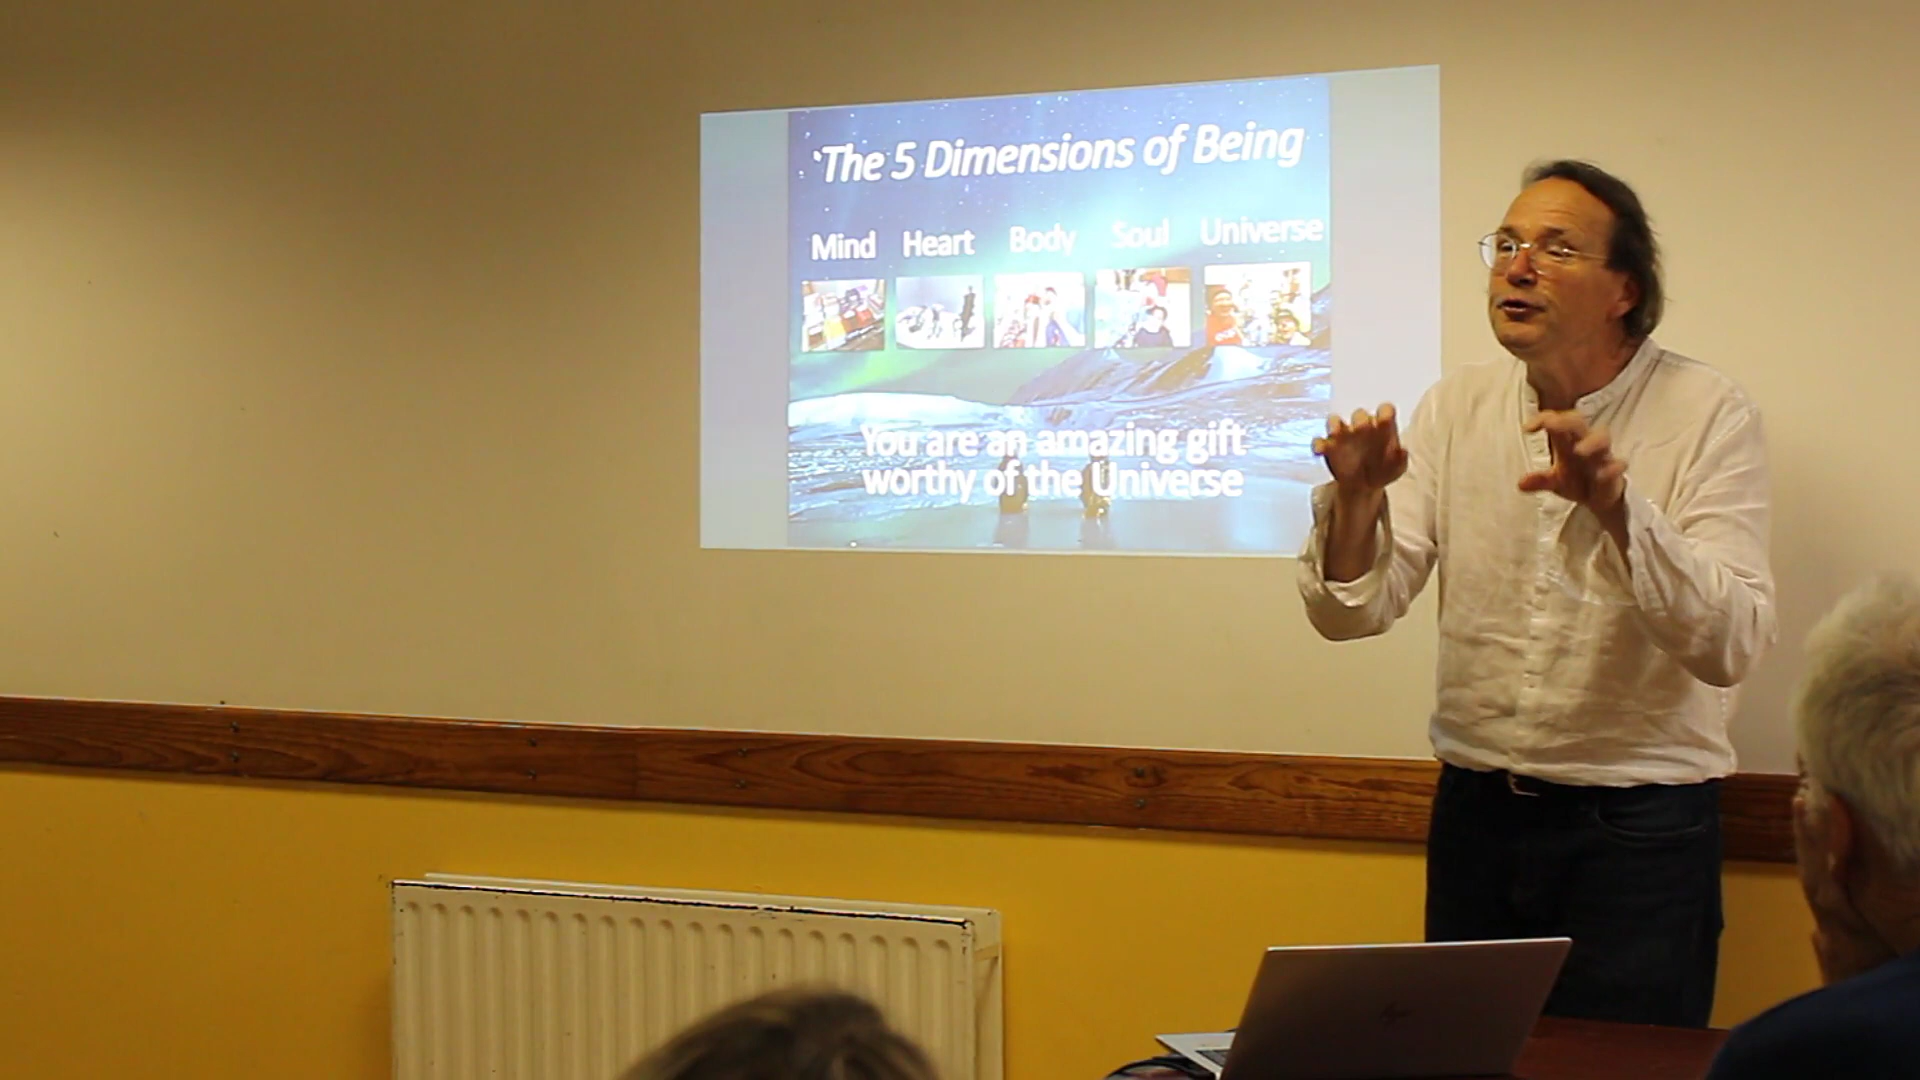 'The 5 Dimensions of Being
Mind Heart Body Soul Universe
You are an amazing gift
worthy of the Universe
hp